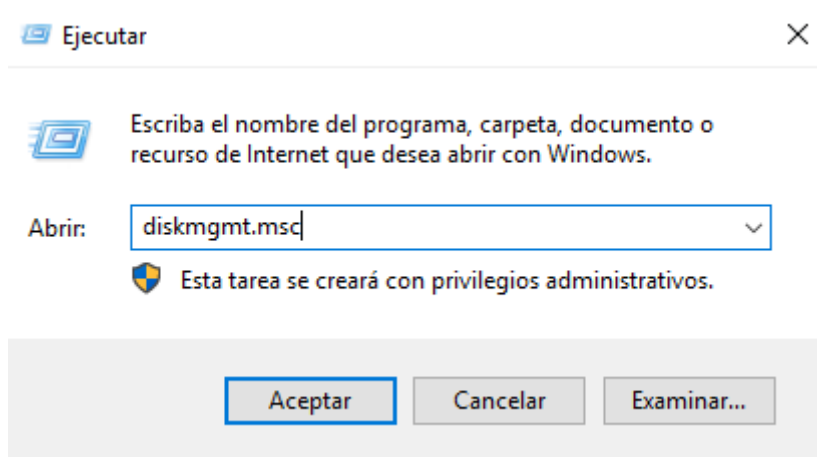 Ejecutar
Escriba el nombre del programa, carpeta, documento o
recurso de Internet que desea abrir con Windows.
Abrir: diskmgmt.msc
Esta tarea se creará con privilegios administrativos.
Aceptar Cancelar Examinar...